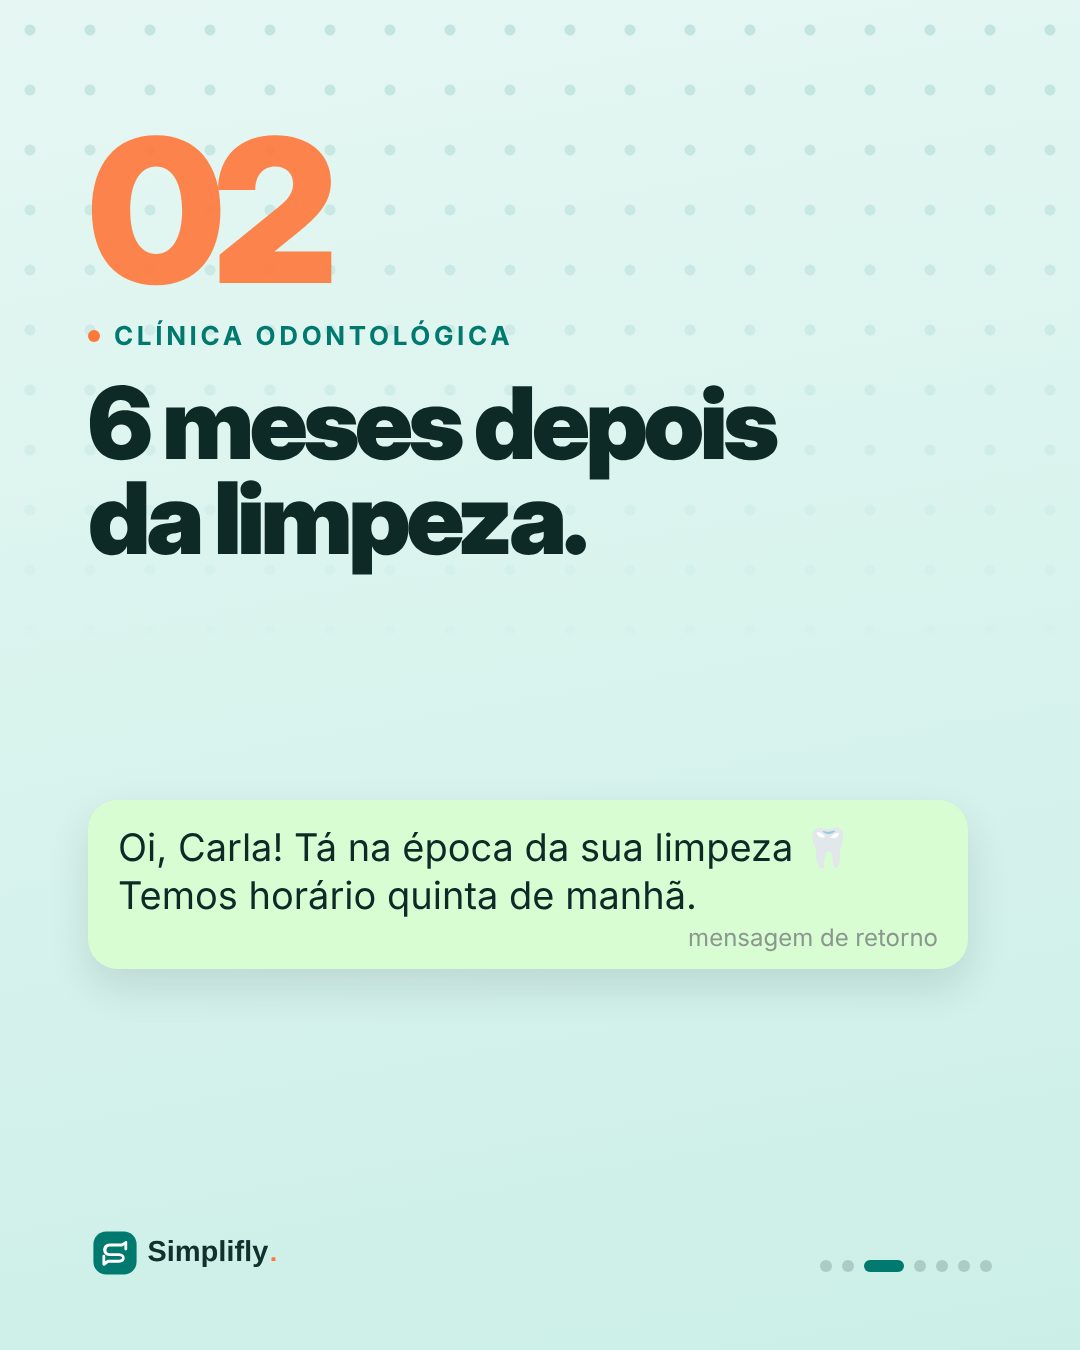 02
CLÍNICA ODONTOLÓGICA
6 meses depois
da limpeza.
Oi, Carla! Tá na época da sua limpeza 🦷
Temos horário quinta de manhã.
mensagem de retorno
Simplifly.